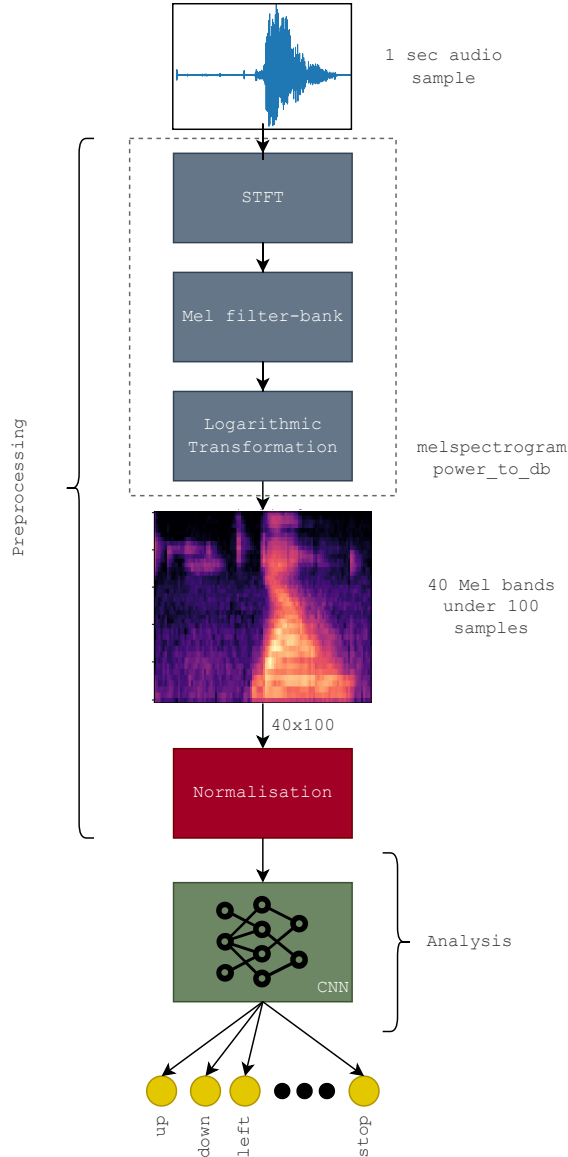 1 sec audio
sample
STFT
Mel filter-bank
Logarithmic
Transformation
melspectrogram
power_to_db
Preprocessing
40 Mel bands
under 100
samples
40x100
Normalisation
Analysis
CNN
up
down
left
stop